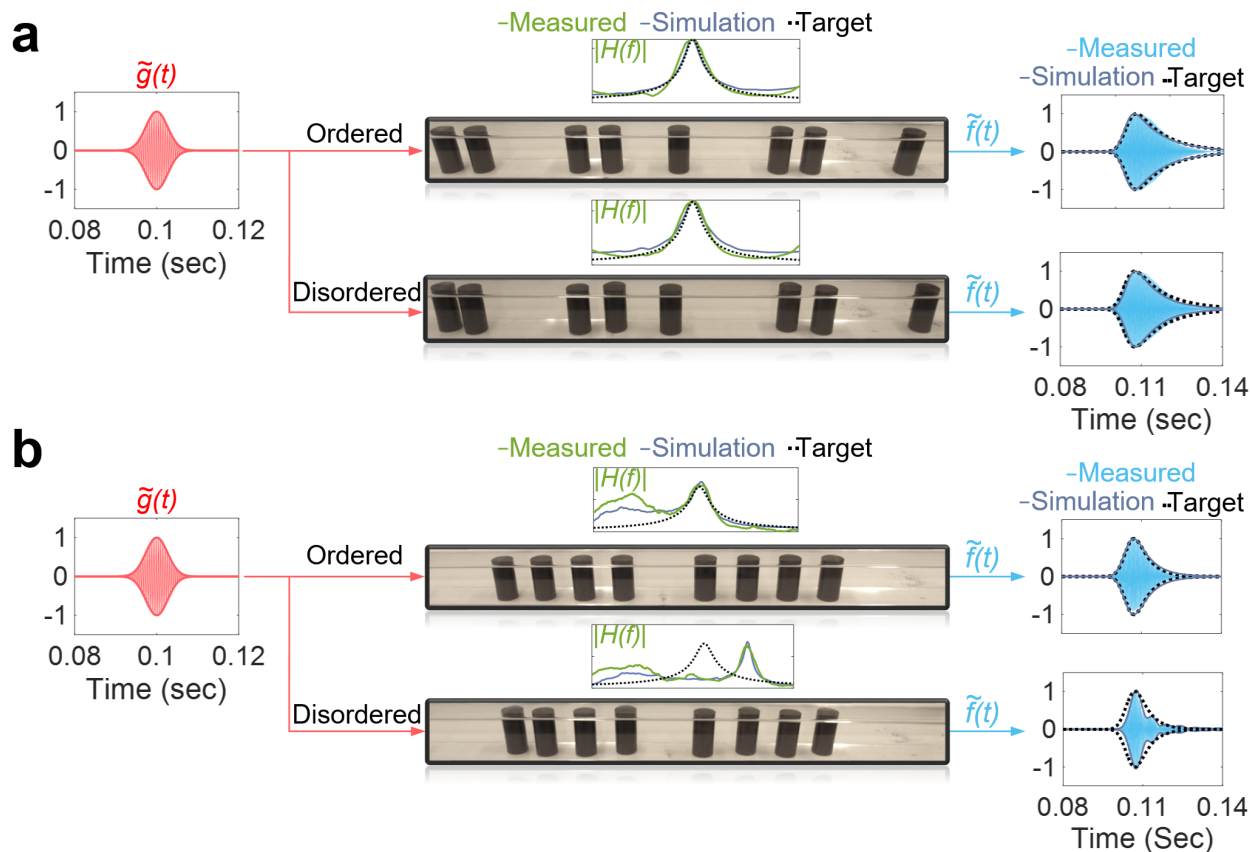 a
–Measured –Simulation ··Target
g̃(t)
|H(f)|
–Measured
–Simulation ··Target
1
0
-1
0.08 0.1 0.12
Time (sec)
Ordered
f̃(t)
1
0
-1
|H(f)|
Disordered
f̃(t)
1
0
-1
0.08 0.11 0.14
Time (sec)
b
–Measured –Simulation ··Target
g̃(t)
|H(f)|
–Measured
–Simulation ··Target
1
0
-1
0.08 0.1 0.12
Time (sec)
Ordered
f̃(t)
1
0
-1
|H(f)|
Disordered
f̃(t)
1
0
-1
0.08 0.11 0.14
Time (Sec)